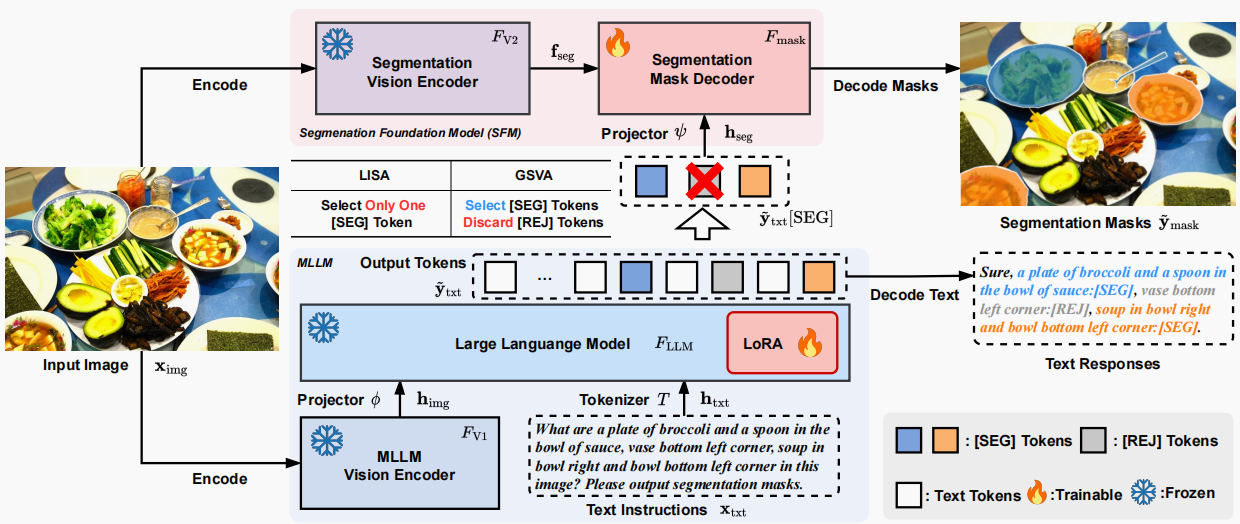 F_V2
Segmentation
Vision Encoder
f_seg
F_mask
Segmentation
Mask Decoder
Encode
Decode Masks
Segmenation Foundation Model (SFM)
Projector ψ h_seg
LISA GSVA
Select Only One
[SEG] Token
Select [SEG] Tokens
Discard [REJ] Tokens
ỹ_txt[SEG]
Segmentation Masks ỹ_mask
MLLM
Output Tokens
ỹ_txt
...
Decode Text
Sure, a plate of broccoli and a spoon in
the bowl of sauce:[SEG], vase bottom
left corner:[REJ], soup in bowl right
and bowl bottom left corner:[SEG].
Text Responses
Large Languange Model F_LLM
LoRA
Input Image x_img
Projector ϕ h_img
Tokenizer T h_txt
F_V1
MLLM
Vision Encoder
Encode
What are a plate of broccoli and a spoon in the
bowl of sauce, vase bottom left corner, soup in
bowl right and bowl bottom left corner in this
image? Please output segmentation masks.
Text Instructions x_txt
: [SEG] Tokens : [REJ] Tokens
: Text Tokens :Trainable :Frozen